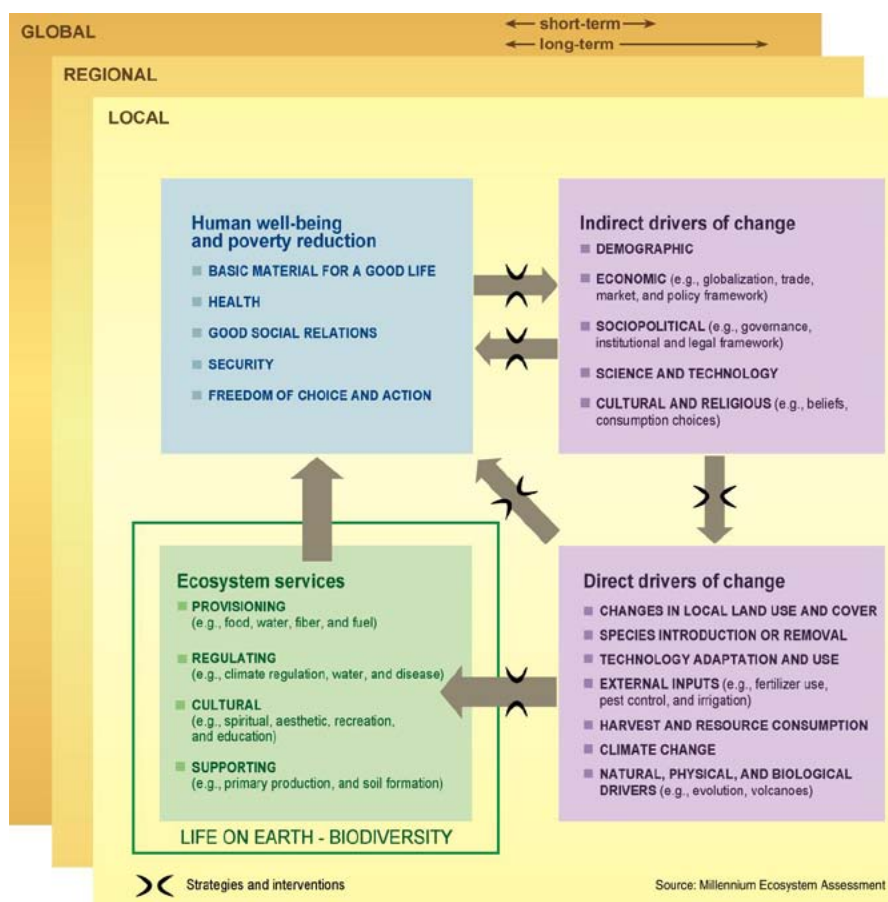 GLOBAL
short-term
long-term
REGIONAL
LOCAL
Human well-being
and poverty reduction
BASIC MATERIAL FOR A GOOD LIFE
HEALTH
GOOD SOCIAL RELATIONS
SECURITY
FREEDOM OF CHOICE AND ACTION
Indirect drivers of change
DEMOGRAPHIC
ECONOMIC (e.g., globalization, trade,
market, and policy framework)
SOCIOPOLITICAL (e.g., governance,
institutional and legal framework)
SCIENCE AND TECHNOLOGY
CULTURAL AND RELIGIOUS (e.g., beliefs,
consumption choices)
Ecosystem services
PROVISIONING
(e.g., food, water, fiber, and fuel)
REGULATING
(e.g., climate regulation, water, and disease)
CULTURAL
(e.g., spiritual, aesthetic, recreation,
and education)
SUPPORTING
(e.g., primary production, and soil formation)
LIFE ON EARTH - BIODIVERSITY
Direct drivers of change
CHANGES IN LOCAL LAND USE AND COVER
SPECIES INTRODUCTION OR REMOVAL
TECHNOLOGY ADAPTATION AND USE
EXTERNAL INPUTS (e.g., fertilizer use,
pest control, and irrigation)
HARVEST AND RESOURCE CONSUMPTION
CLIMATE CHANGE
NATURAL, PHYSICAL, AND BIOLOGICAL
DRIVERS (e.g., evolution, volcanoes)
Strategies and interventions
Source: Millennium Ecosystem Assessment